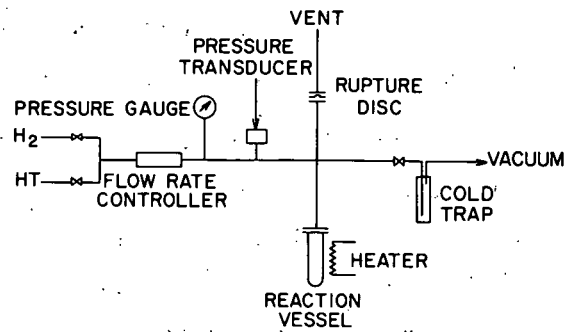 VENT
PRESSURE
TRANSDUCER
RUPTURE
DISC
PRESSURE GAUGE
H2
HT
FLOW RATE
CONTROLLER
VACUUM
COLD
TRAP
HEATER
REACTION
VESSEL